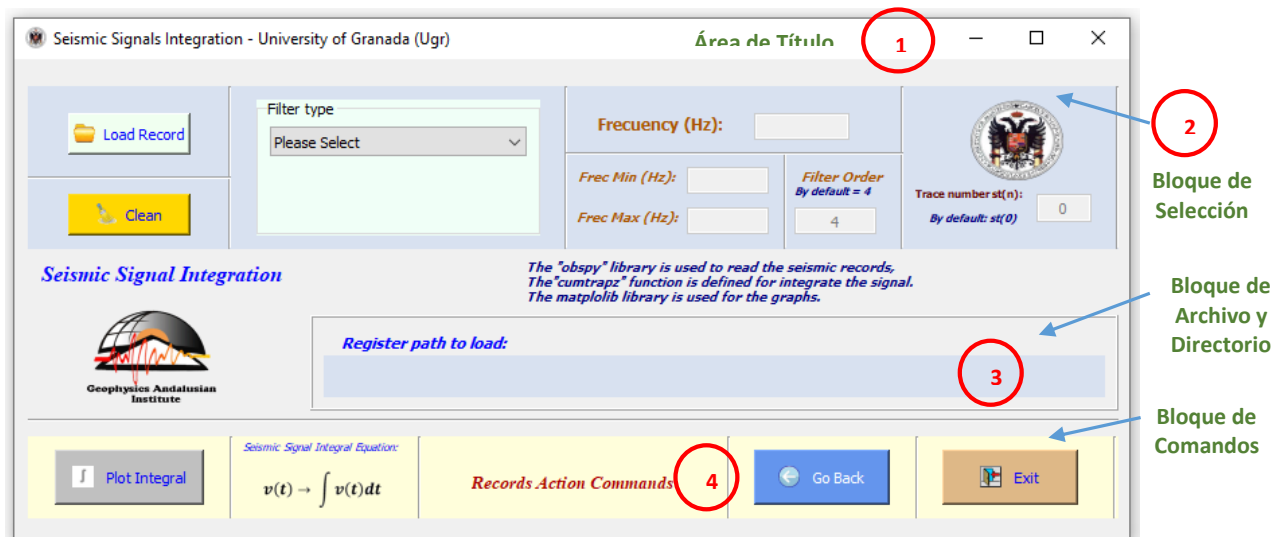 Seismic Signals Integration - University of Granada (Ugr)
Área de Título
1
Load Record
Clean
Filter type
Please Select
Frecuency (Hz):
Frec Min (Hz):
Frec Max (Hz):
Filter Order
By default = 4
4
Trace number st(n):
By default: st(0)
0
2
Bloque de
Selección
Seismic Signal Integration
The "obspy" library is used to read the seismic records,
The"cumtrapz" function is defined for integrate the signal.
The matplolib library is used for the graphs.
Geophysics Andalusian
Institute
Register path to load:
3
Bloque de
Archivo y
Directorio
Bloque de
Comandos
∫ Plot Integral
Seismic Signal Integral Equation:
v(t) → ∫ v(t)dt
Records Action Commands
4
Go Back
Exit